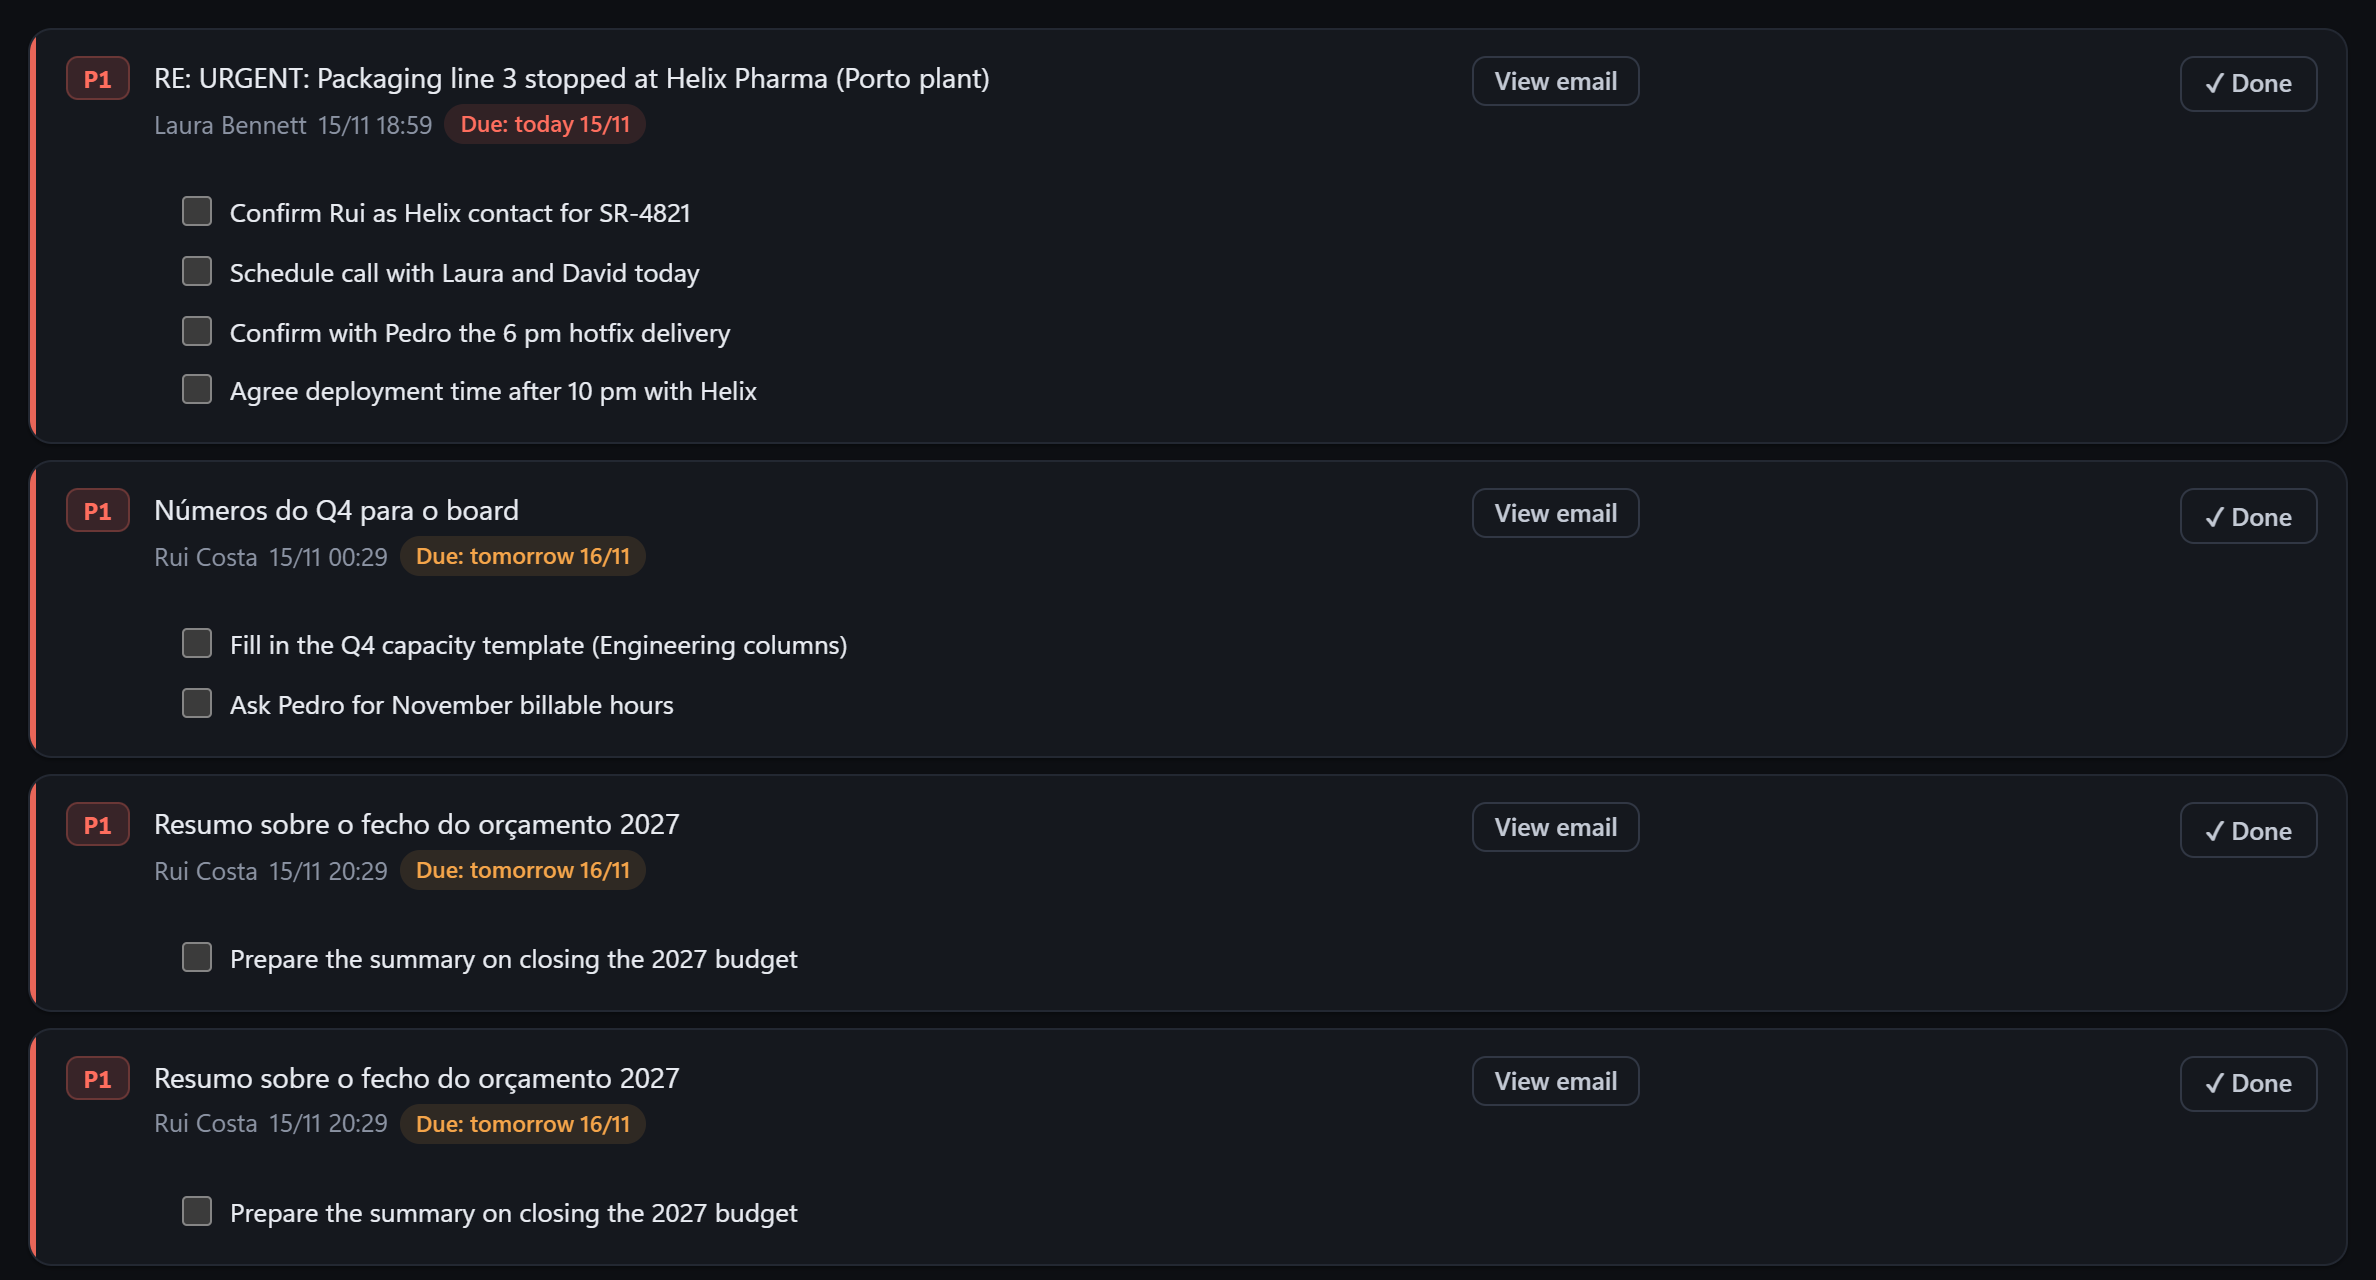 P1 RE: URGENT: Packaging line 3 stopped at Helix Pharma (Porto plant) View email ✓ Done
Laura Bennett 15/11 18:59 Due: today 15/11
Confirm Rui as Helix contact for SR-4821
Schedule call with Laura and David today
Confirm with Pedro the 6 pm hotfix delivery
Agree deployment time after 10 pm with Helix
P1 Números do Q4 para o board View email ✓ Done
Rui Costa 15/11 00:29 Due: tomorrow 16/11
Fill in the Q4 capacity template (Engineering columns)
Ask Pedro for November billable hours
P1 Resumo sobre o fecho do orçamento 2027 View email ✓ Done
Rui Costa 15/11 20:29 Due: tomorrow 16/11
Prepare the summary on closing the 2027 budget
P1 Resumo sobre o fecho do orçamento 2027 View email ✓ Done
Rui Costa 15/11 20:29 Due: tomorrow 16/11
Prepare the summary on closing the 2027 budget